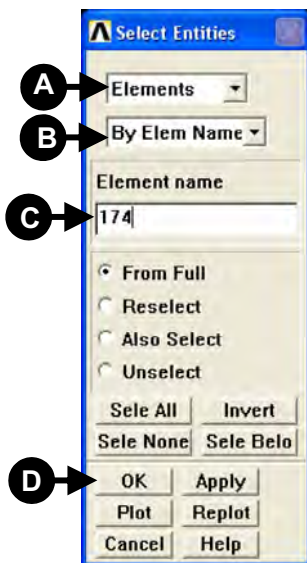 Select Entities
A
Elements
B
By Elem Name
Element name
C
174
From Full
Reselect
Also Select
Unselect
Sele All Invert
Sele None Sele Belo
D
OK Apply
Plot Replot
Cancel Help